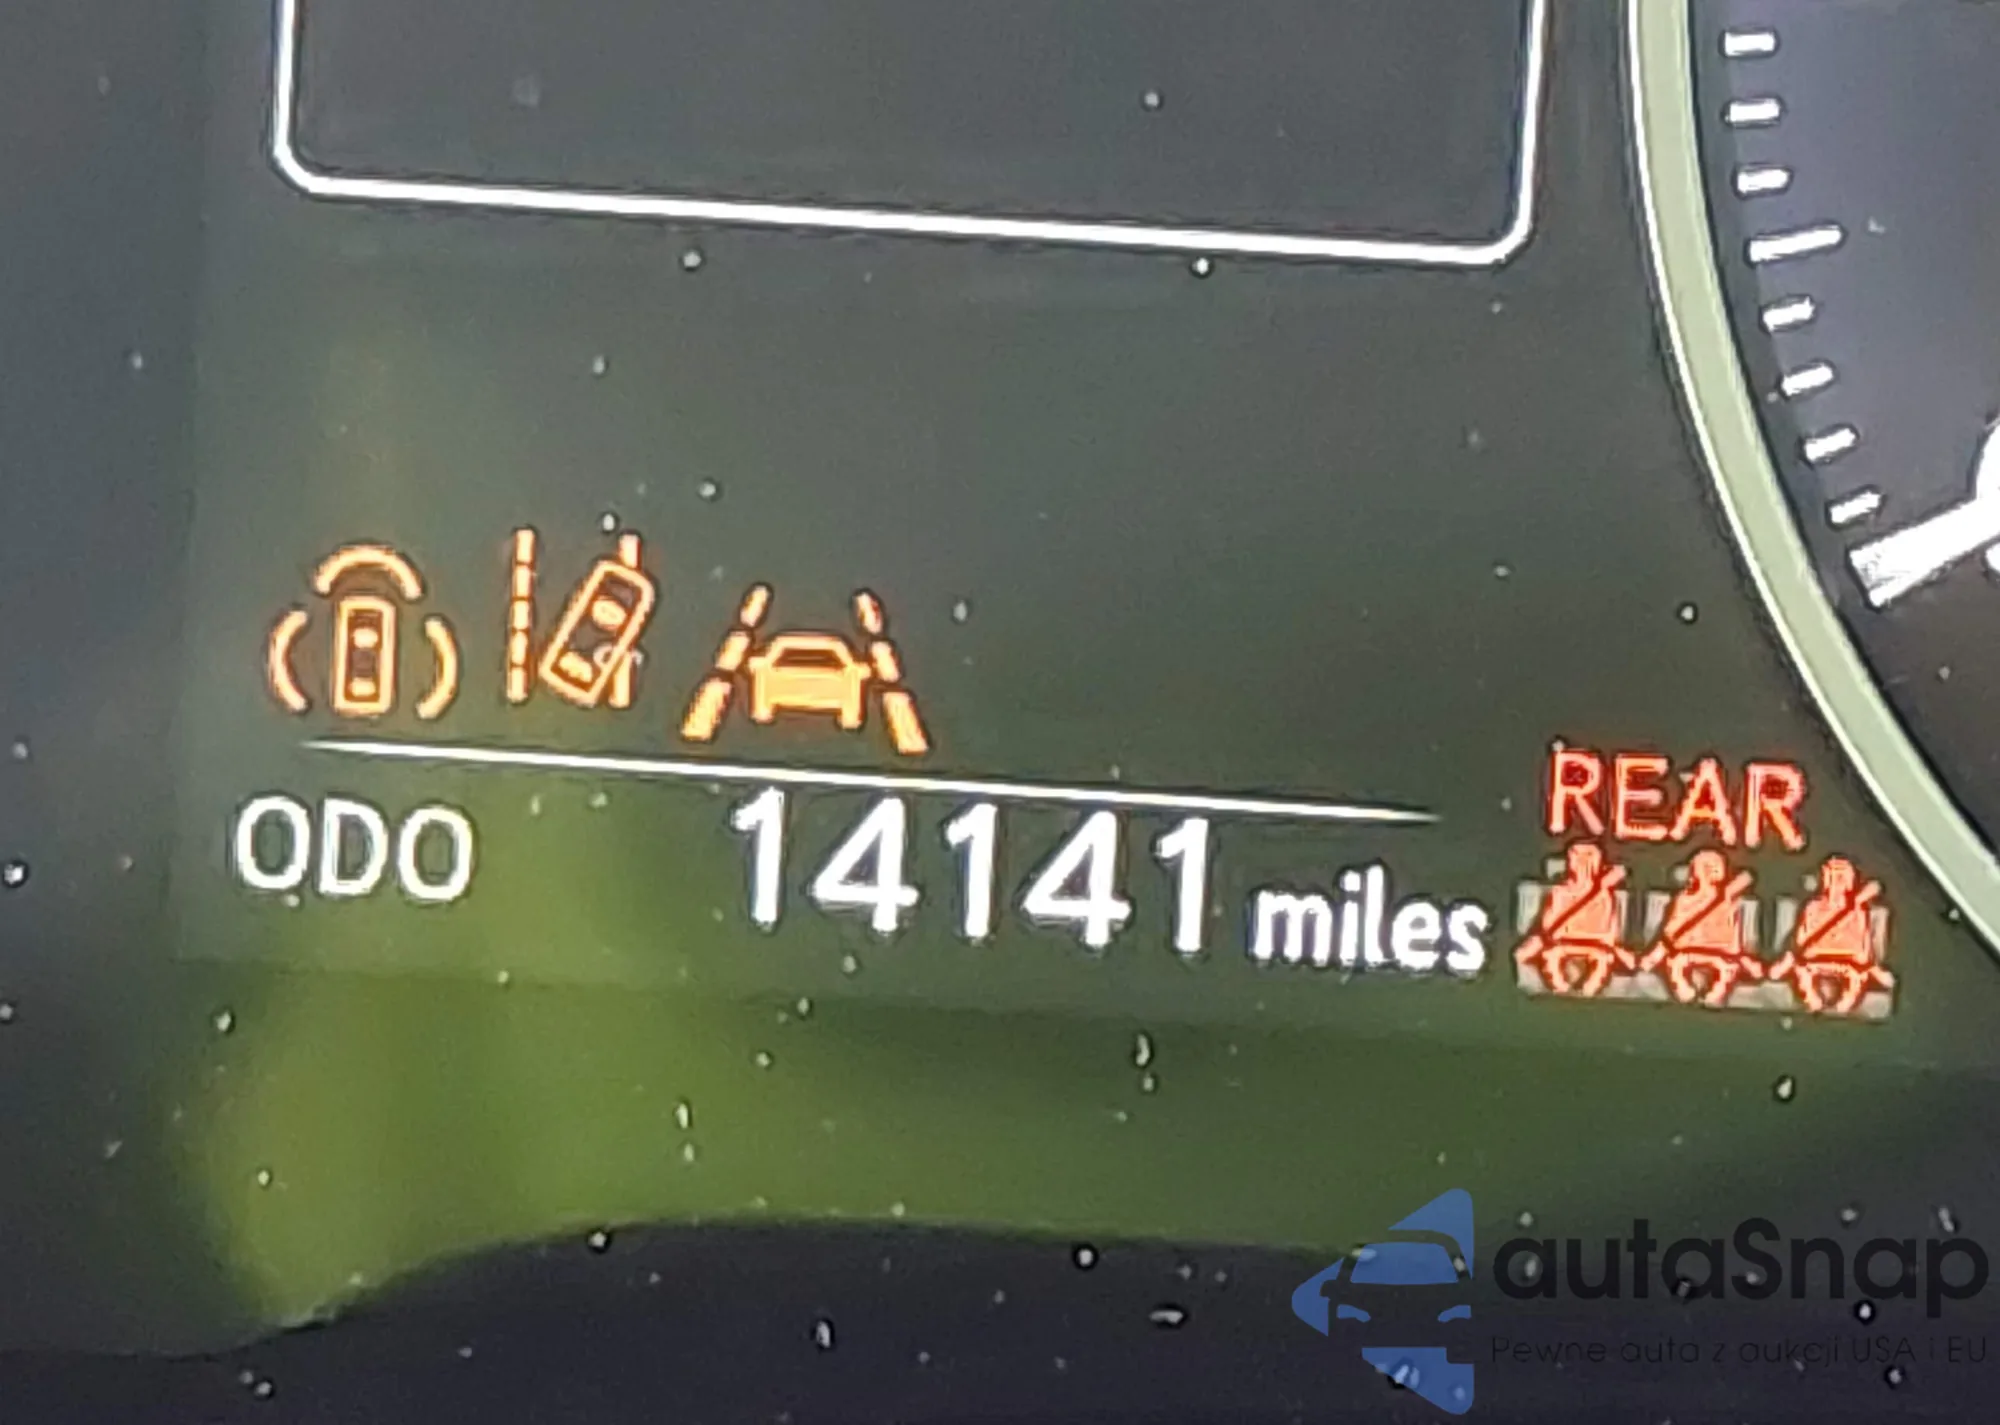 REAR
ODO 14141 miles
autaSnap
Pewne auta z aukcji USA i EU